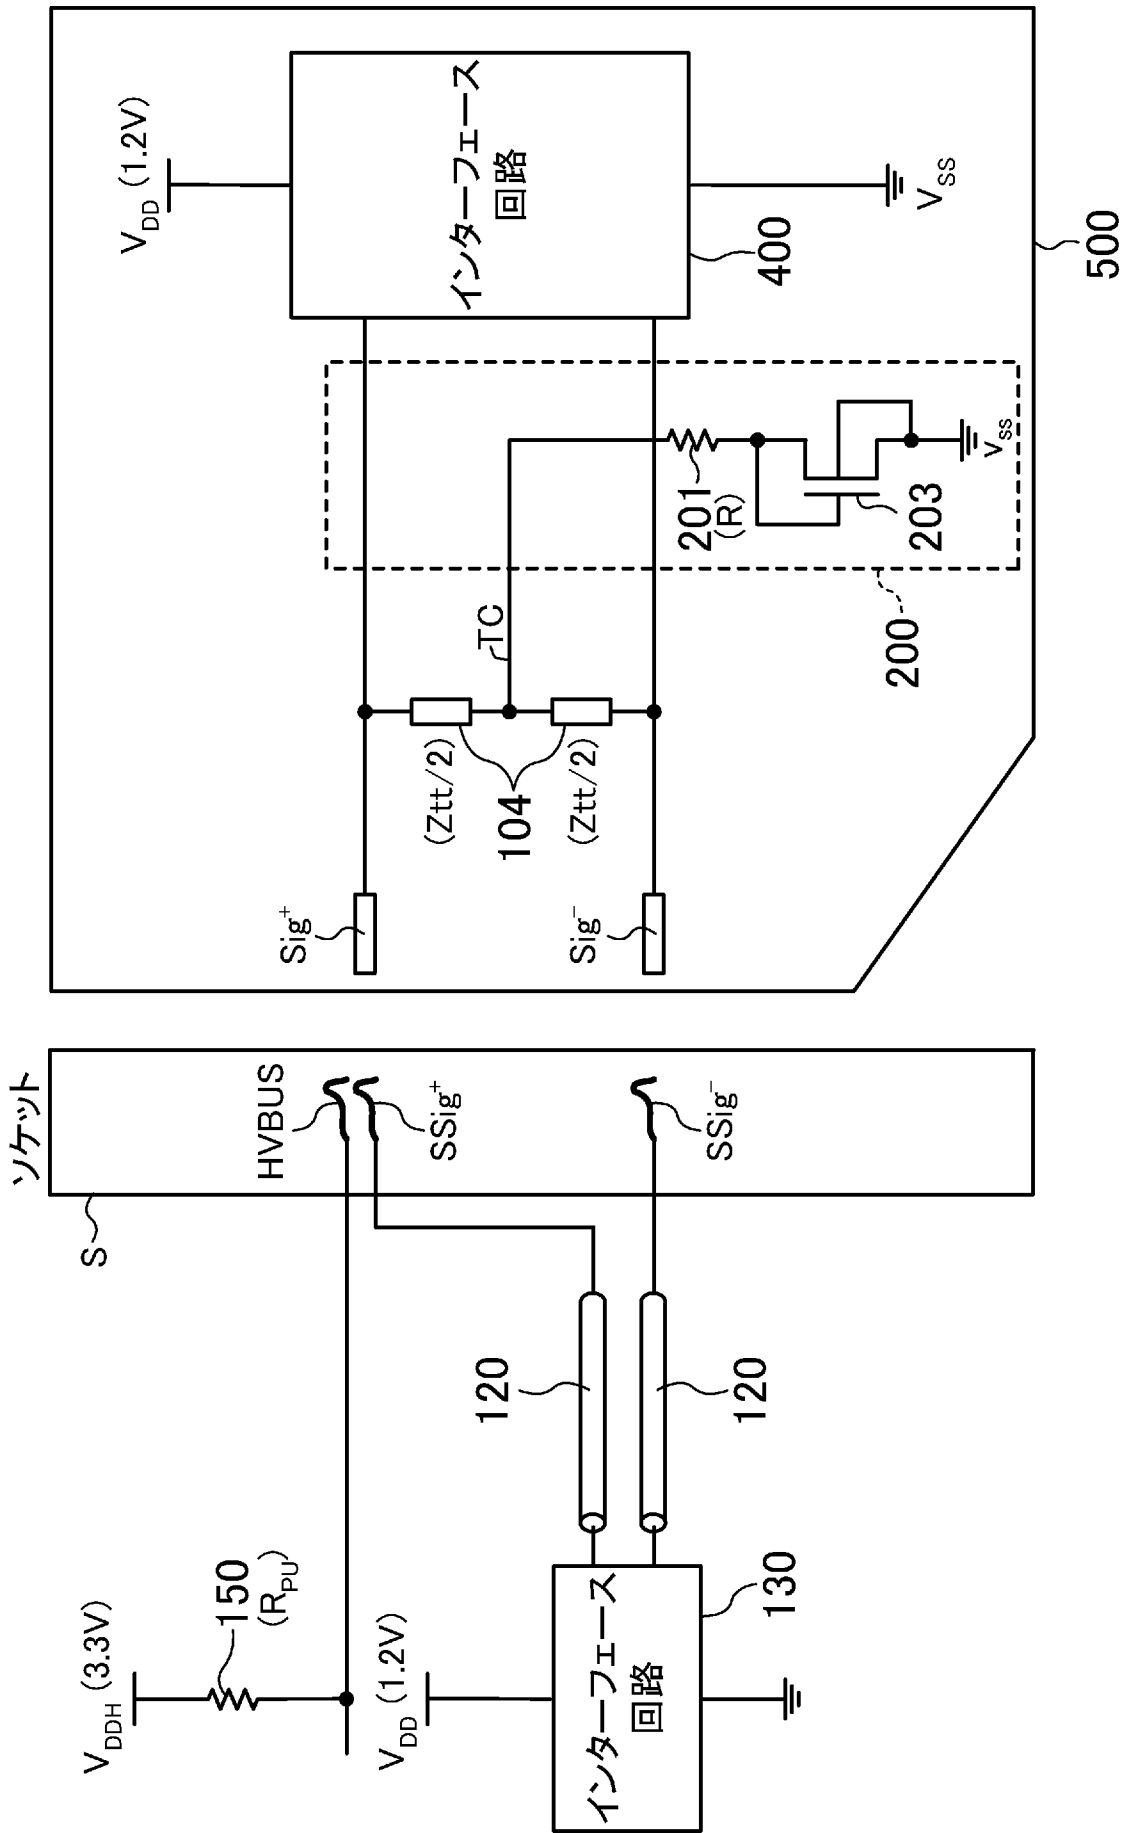 V_DD (1.2V)
インターフェース
回路
400
V_SS
500
TC
201
(R)
203
V_SS
200
(Ztt/2)
104
(Ztt/2)
Sig⁺
Sig⁻
ソケット
S
HVBUS
SSig⁺
SSig⁻
120
120
V_DDH (3.3V)
150
(R_PU)
V_DD (1.2V)
インターフェース
回路
130